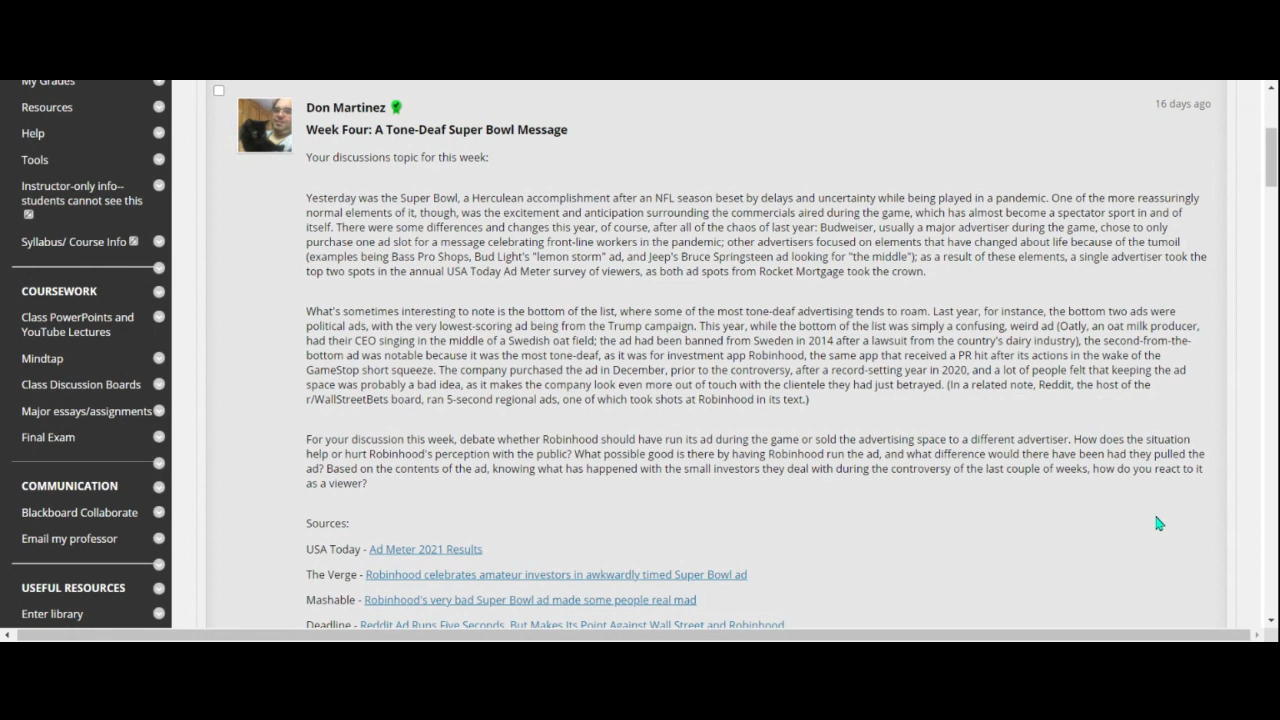 My Grades
Resources
Help
Tools
Instructor-only info--
students cannot see this
Syllabus/ Course Info
COURSEWORK
Class PowerPoints and
YouTube Lectures
Mindtap
Class Discussion Boards
Major essays/assignments
Final Exam
COMMUNICATION
Blackboard Collaborate
Email my professor
USEFUL RESOURCES
Enter library
Don Martinez
16 days ago
Week Four: A Tone-Deaf Super Bowl Message
Your discussions topic for this week:
Yesterday was the Super Bowl, a Herculean accomplishment after an NFL season beset by delays and uncertainty while being played in a pandemic. One of the more reassuringly
normal elements of it, though, was the excitement and anticipation surrounding the commercials aired during the game, which has almost become a spectator sport in and of
itself. There were some differences and changes this year, of course, after all of the chaos of last year: Budweiser, usually a major advertiser during the game, chose to only
purchase one ad slot for a message celebrating front-line workers in the pandemic; other advertisers focused on elements that have changed about life because of the tumoil
(examples being Bass Pro Shops, Bud Light's "lemon storm" ad, and Jeep's Bruce Springsteen ad looking for "the middle"); as a result of these elements, a single advertiser took the
top two spots in the annual USA Today Ad Meter survey of viewers, as both ad spots from Rocket Mortgage took the crown.
What's sometimes interesting to note is the bottom of the list, where some of the most tone-deaf advertising tends to roam. Last year, for instance, the bottom two ads were
political ads, with the very lowest-scoring ad being from the Trump campaign. This year, while the bottom of the list was simply a confusing, weird ad (Oatly, an oat milk producer,
had their CEO singing in the middle of a Swedish oat field; the ad had been banned from Sweden in 2014 after a lawsuit from the country's dairy industry), the second-from-the-
bottom ad was notable because it was the most tone-deaf, as it was for investment app Robinhood, the same app that received a PR hit after its actions in the wake of the
GameStop short squeeze. The company purchased the ad in December, prior to the controversy, after a record-setting year in 2020, and a lot of people felt that keeping the ad
space was probably a bad idea, as it makes the company look even more out of touch with the clientele they had just betrayed. (In a related note, Reddit, the host of the
r/WallStreetBets board, ran 5-second regional ads, one of which took shots at Robinhood in its text.)
For your discussion this week, debate whether Robinhood should have run its ad during the game or sold the advertising space to a different advertiser. How does the situation
help or hurt Robinhood's perception with the public? What possible good is there by having Robinhood run the ad, and what difference would there have been had they pulled the
ad? Based on the contents of the ad, knowing what has happened with the small investors they deal with during the controversy of the last couple of weeks, how do you react to it
as a viewer?
Sources:
USA Today - Ad Meter 2021 Results
The Verge - Robinhood celebrates amateur investors in awkwardly timed Super Bowl ad
Mashable - Robinhood's very bad Super Bowl ad made some people real mad
Deadline - Reddit Ad Runs Five Seconds, But Makes Its Point Against Wall Street and Robinhood